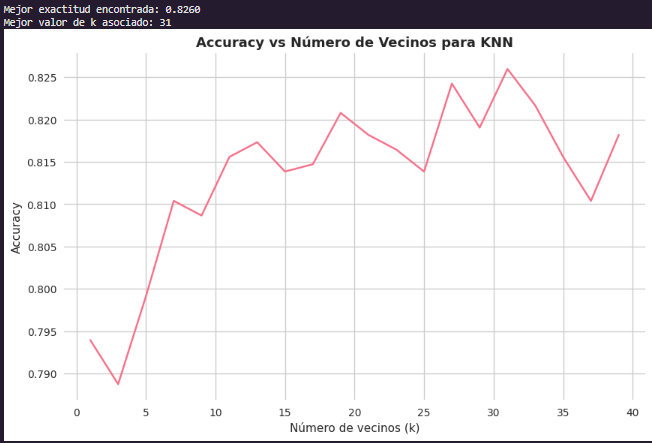 Mejor exactitud encontrada: 0.8260
Mejor valor de k asociado: 31
Accuracy vs Número de Vecinos para KNN
0.825
0.820
0.815
0.810
0.805
0.800
0.795
0.790
Accuracy
0 5 10 15 20 25 30 35 40
Número de vecinos (k)